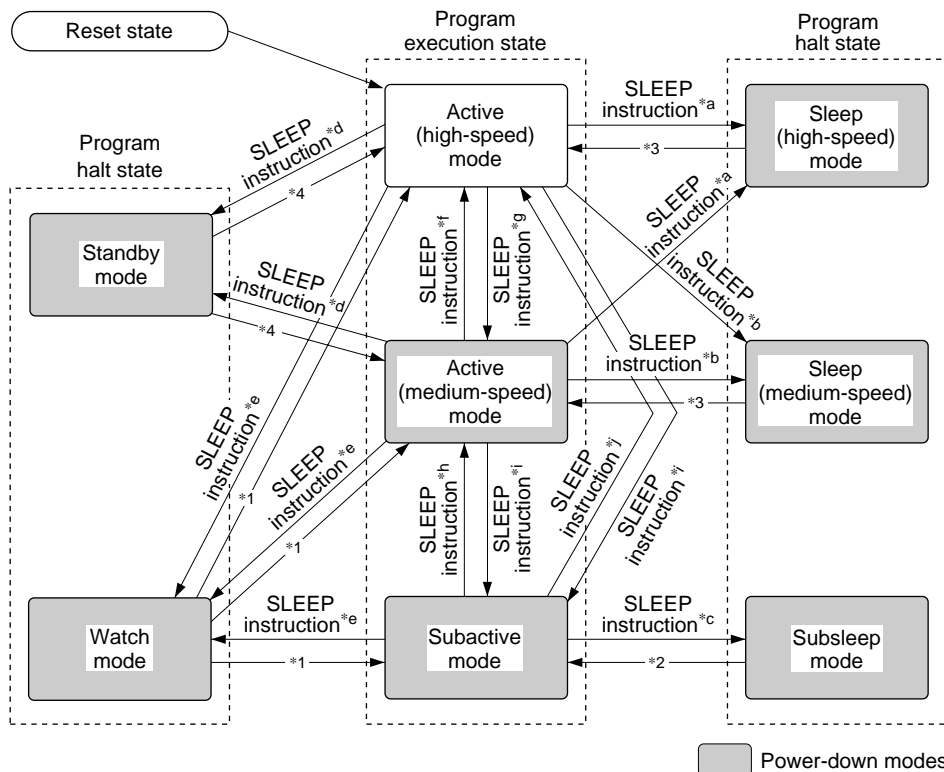 Reset state
Program
execution state
Program
halt state
Program
halt state
Active
(high-speed)
mode
SLEEP
instruction*a
*3
Sleep
(high-speed)
mode
SLEEP
instruction*d
*4
Standby
mode
SLEEP
instruction*d
*4
SLEEP
instruction*f
SLEEP
instruction*g
SLEEP
instruction*a
SLEEP
instruction*b
Active
(medium-speed)
mode
SLEEP
instruction*b
*3
Sleep
(medium-speed)
mode
SLEEP
instruction*e
*1
SLEEP
instruction*e
*1
SLEEP
instruction*h
SLEEP
instruction*i
SLEEP
instruction*j
SLEEP
instruction*i
Watch
mode
SLEEP
instruction*e
*1
Subactive
mode
SLEEP
instruction*c
*2
Subsleep
mode
Power-down modes